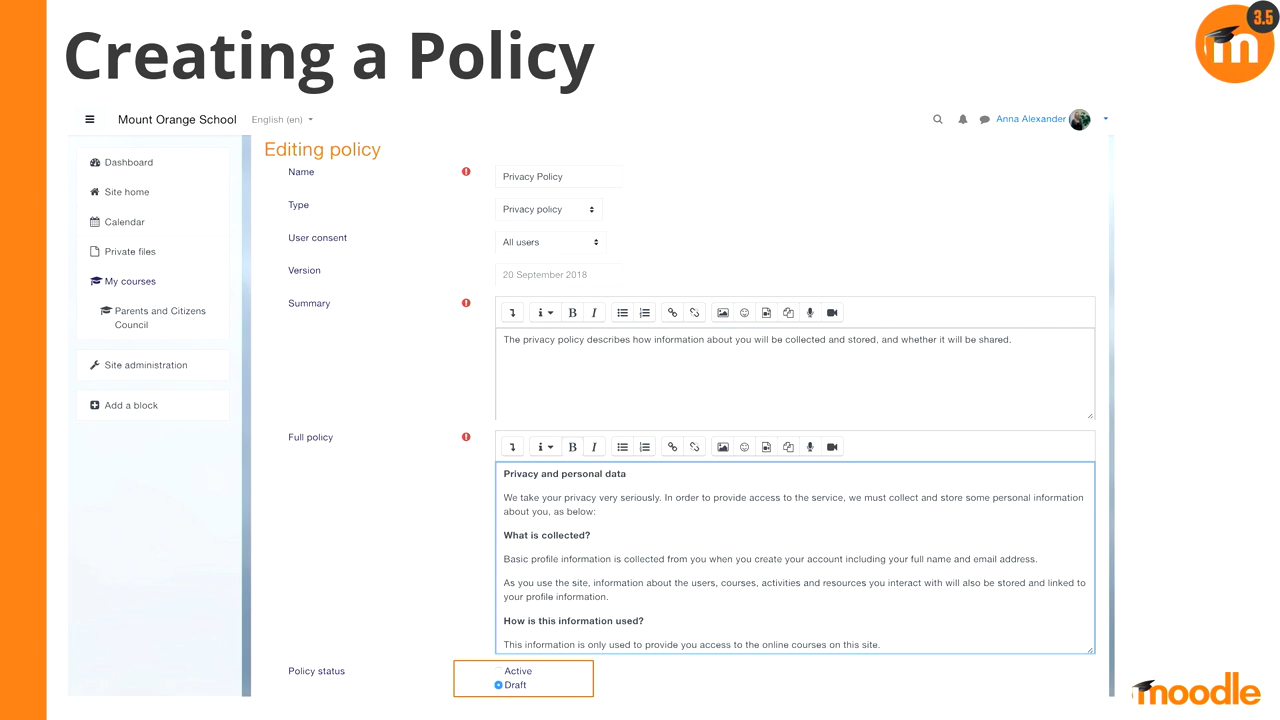 Creating a Policy
3.5
m
Mount Orange School
English (en)
Anna Alexander
Dashboard
Site home
Calendar
Private files
My courses
Parents and Citizens
Council
Site administration
Add a block
Editing policy
Name
Privacy Policy
Type
Privacy policy
User consent
All users
Version
20 September 2018
Summary
B I
The privacy policy describes how information about you will be collected and stored, and whether it will be shared.
Full policy
B I
Privacy and personal data
We take your privacy very seriously. In order to provide access to the service, we must collect and store some personal information
about you, as below:
What is collected?
Basic profile information is collected from you when you create your account including your full name and email address.
As you use the site, information about the users, courses, activities and resources you interact with will also be stored and linked to
your profile information.
How is this information used?
This information is only used to provide you access to the online courses on this site.
Policy status
Active
Draft
moodle